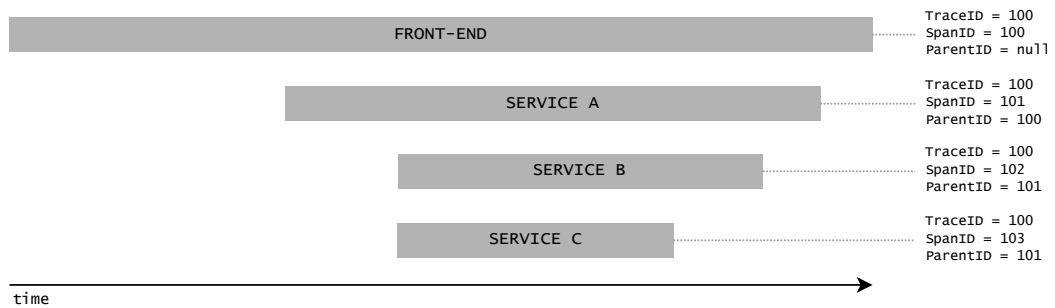 FRONT-END
TraceID = 100
SpanID = 100
ParentID = null
SERVICE A
TraceID = 100
SpanID = 101
ParentID = 100
SERVICE B
TraceID = 100
SpanID = 102
ParentID = 101
SERVICE C
TraceID = 100
SpanID = 103
ParentID = 101
time